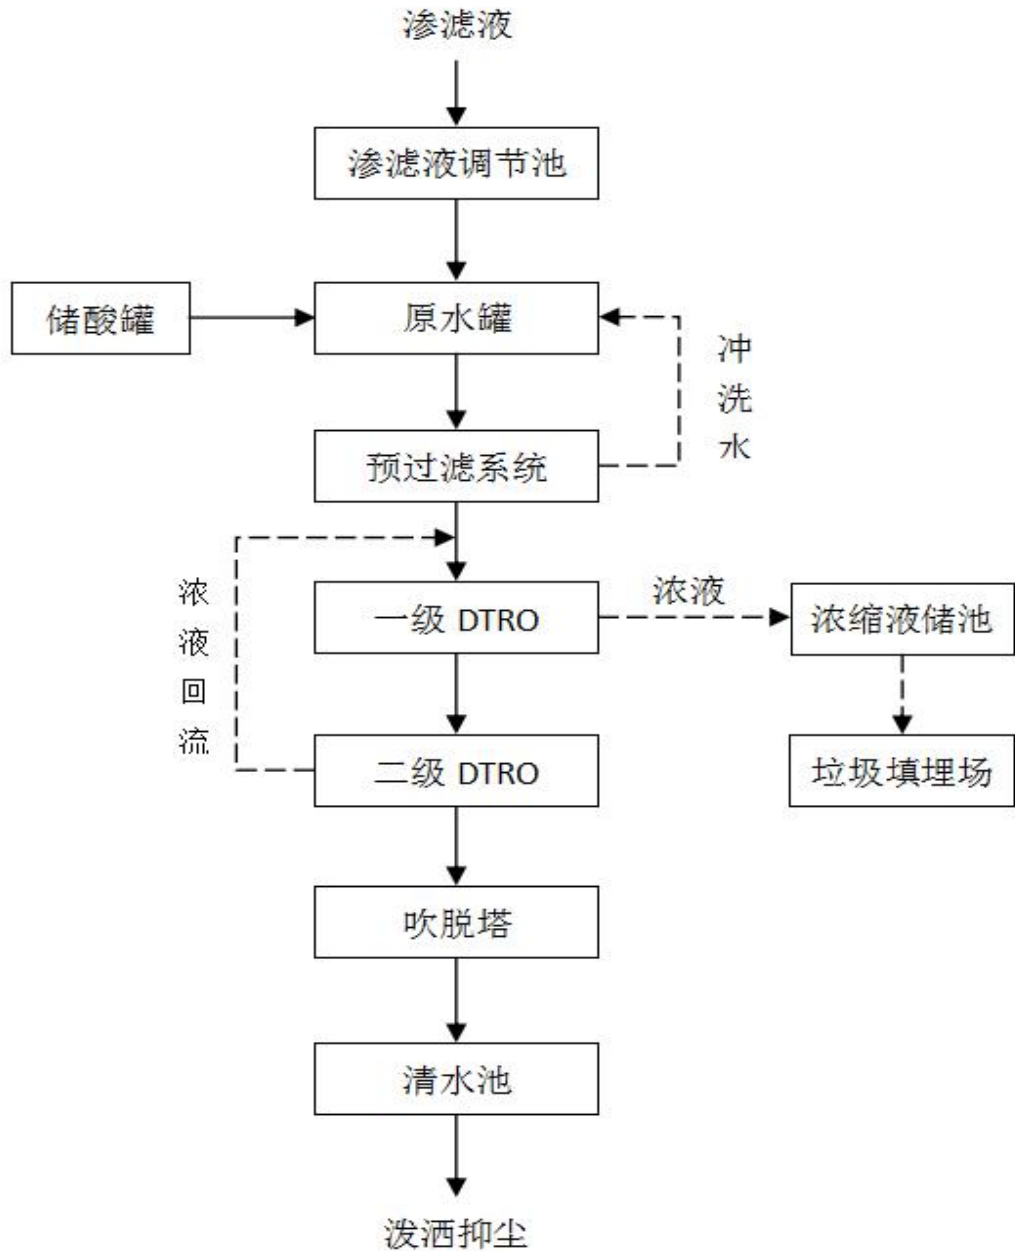 渗滤液
渗滤液调节池
储酸罐
原水罐
冲洗水
预过滤系统
浓液回流
一级 DTRO
浓液
浓缩液储池
二级 DTRO
垃圾填埋场
吹脱塔
清水池
泼洒抑尘